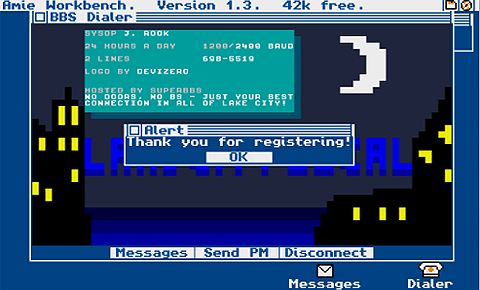 Amie Workbench. Version 1.3. 42k free.
BBS Dialer
SYSOP J. ROOK
24 HOURS A DAY 1200/2400 BAUD
2 LINES 698-5519
LOGO BY DEVIZERO
HOSTED BY SUPERBBS
NO DOORS, NO BS - JUST YOUR BEST
CONNECTION IN ALL OF LAKE CITY!
Alert
Thank you for registering!
OK
Messages Send PM Disconnect
Messages Dialer